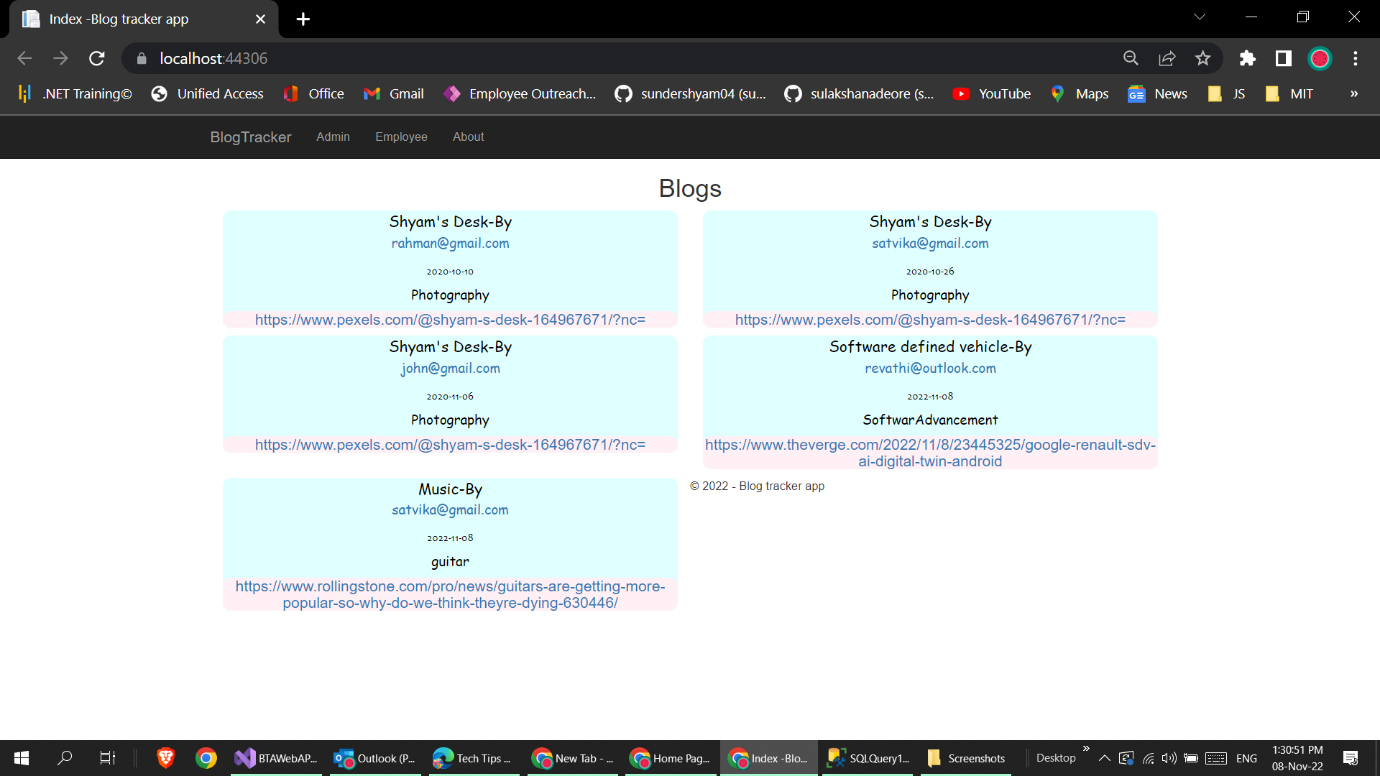 Index -Blog tracker app
localhost:44306
.NET Training©
Unified Access
Office
Gmail
Employee Outreach...
sundershyam04 (su...
sulakshanadeore (s...
YouTube
Maps
News
JS
MIT
»
BlogTracker
Admin
Employee
About
Blogs
Shyam's Desk-By
rahman@gmail.com
2020-10-10
Photography
https://www.pexels.com/@shyam-s-desk-164967671/?nc=
Shyam's Desk-By
satvika@gmail.com
2020-10-26
Photography
https://www.pexels.com/@shyam-s-desk-164967671/?nc=
Shyam's Desk-By
john@gmail.com
2020-11-06
Photography
https://www.pexels.com/@shyam-s-desk-164967671/?nc=
Software defined vehicle-By
revathi@outlook.com
2022-11-08
SoftwarAdvancement
https://www.theverge.com/2022/11/8/23445325/google-renault-sdv-
ai-digital-twin-android
Music-By
satvika@gmail.com
2022-11-08
guitar
https://www.rollingstone.com/pro/news/guitars-are-getting-more-
popular-so-why-do-we-think-theyre-dying-630446/
© 2022 - Blog tracker app
BTAWebAP...
Outlook (P...
Tech Tips ...
New Tab - ...
Home Pag...
Index -Blo...
SQLQuery1...
Screenshots
Desktop
»
ENG
1:30:51 PM
08-Nov-22